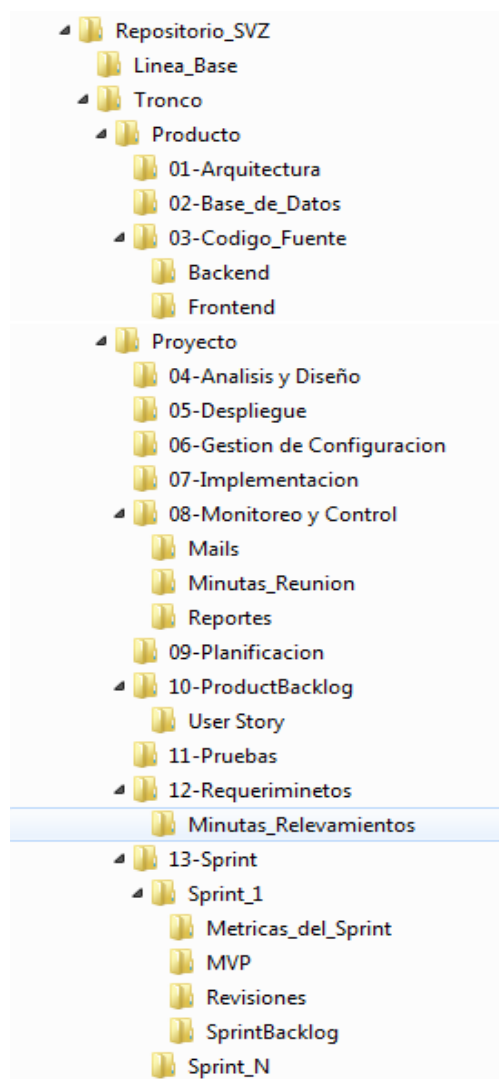 Repositorio_SVZ
Linea_Base
Tronco
Producto
01-Arquitectura
02-Base_de_Datos
03-Codigo_Fuente
Backend
Frontend
Proyecto
04-Analisis y Diseño
05-Despliegue
06-Gestion de Configuracion
07-Implementacion
08-Monitoreo y Control
Mails
Minutas_Reunion
Reportes
09-Planificacion
10-ProductBacklog
User Story
11-Pruebas
12-Requeriminetos
Minutas_Relevamientos
13-Sprint
Sprint_1
Metricas_del_Sprint
MVP
Revisiones
SprintBacklog
Sprint_N